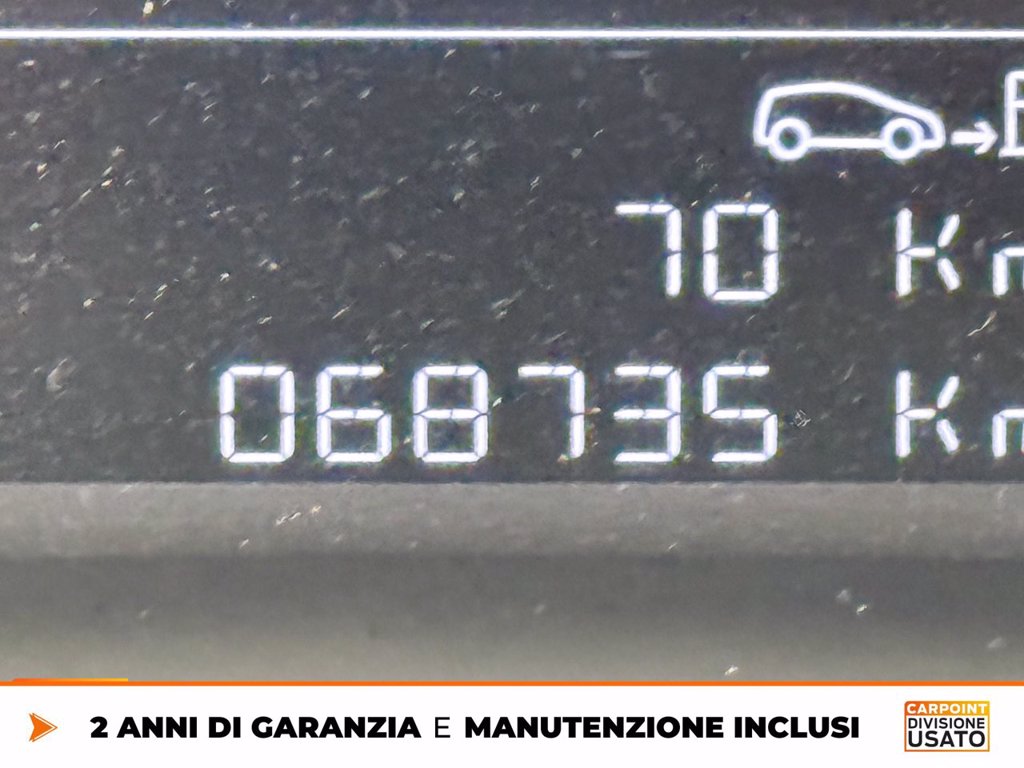 70 Km
068735 Km
2 ANNI DI GARANZIA E MANUTENZIONE INCLUSI
CARPOINT
DIVISIONE
USATO